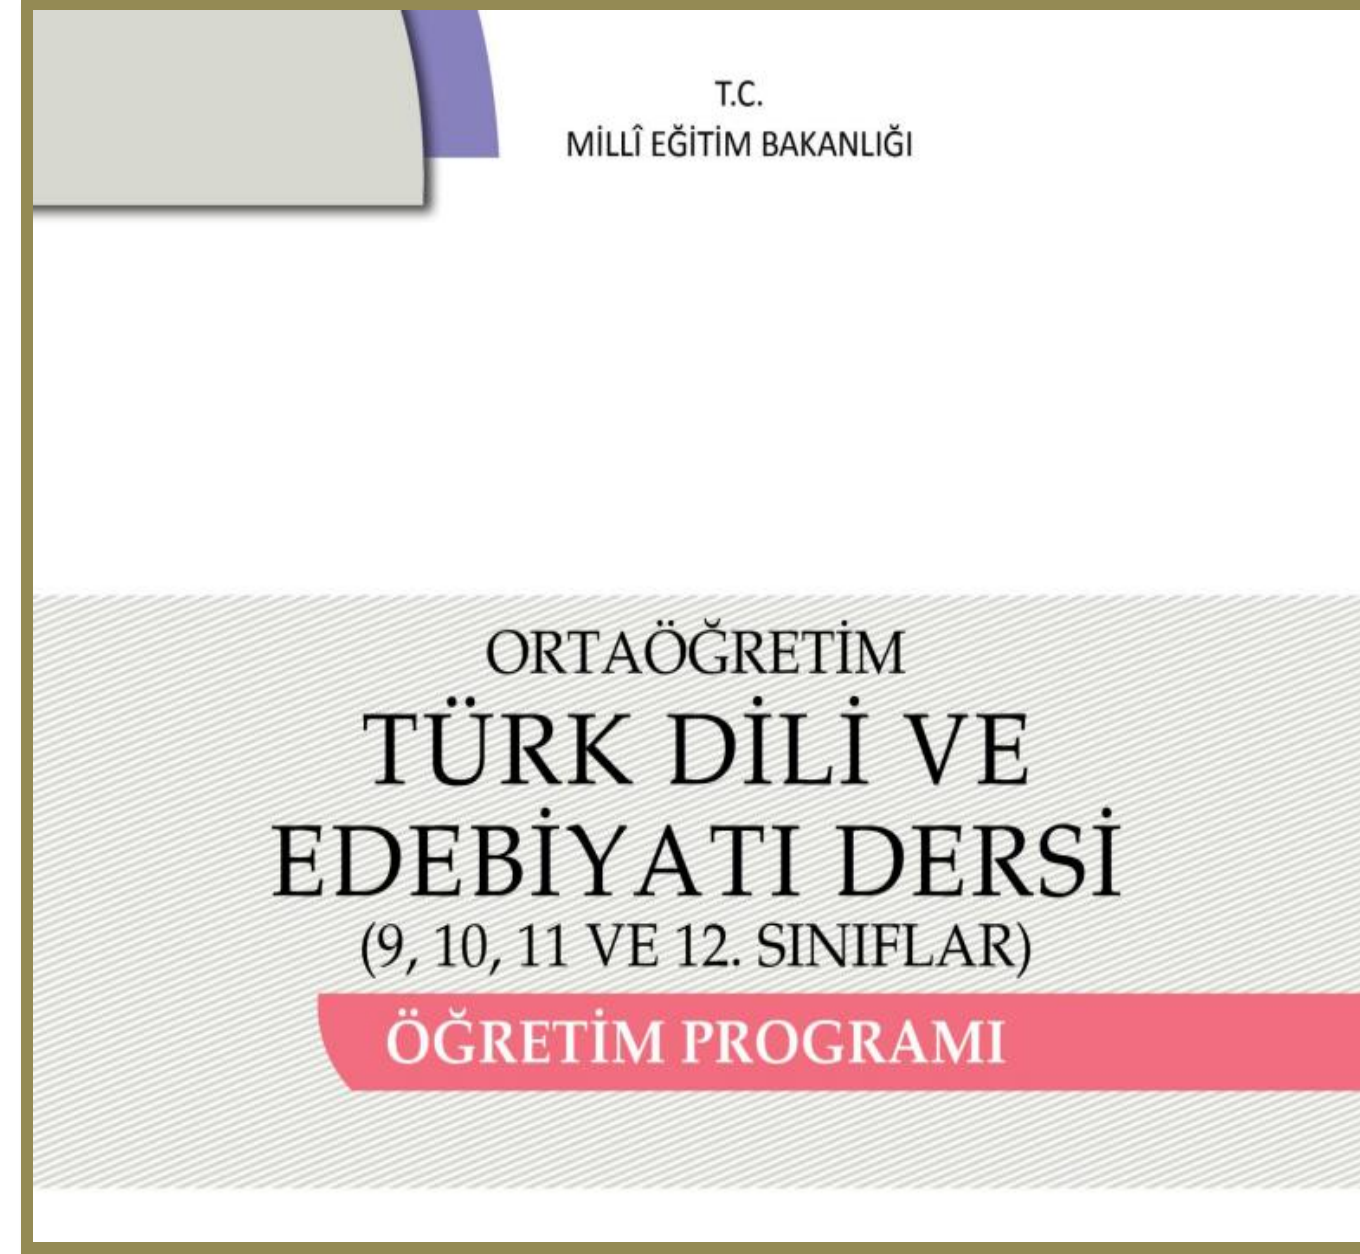 T.C.
MİLLÎ EĞİTİM BAKANLIĞI
ORTAÖĞRETİM
TÜRK DİLİ VE
EDEBİYATI DERSİ
(9, 10, 11 VE 12. SINIFLAR)
ÖĞRETİM PROGRAMI